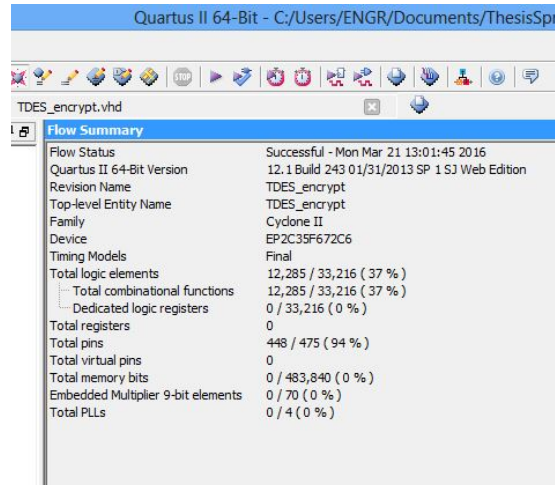 Quartus II 64-Bit - C:/Users/ENGR/Documents/ThesisSpr
STOP
TDES_encrypt.vhd
Flow Summary
Flow Status Successful - Mon Mar 21 13:01:45 2016
Quartus II 64-Bit Version 12.1 Build 243 01/31/2013 SP 1 SJ Web Edition
Revision Name TDES_encrypt
Top-level Entity Name TDES_encrypt
Family Cyclone II
Device EP2C35F672C6
Timing Models Final
Total logic elements 12,285 / 33,216 ( 37 % )
Total combinational functions 12,285 / 33,216 ( 37 % )
Dedicated logic registers 0 / 33,216 ( 0 % )
Total registers 0
Total pins 448 / 475 ( 94 % )
Total virtual pins 0
Total memory bits 0 / 483,840 ( 0 % )
Embedded Multiplier 9-bit elements 0 / 70 ( 0 % )
Total PLLs 0 / 4 ( 0 % )